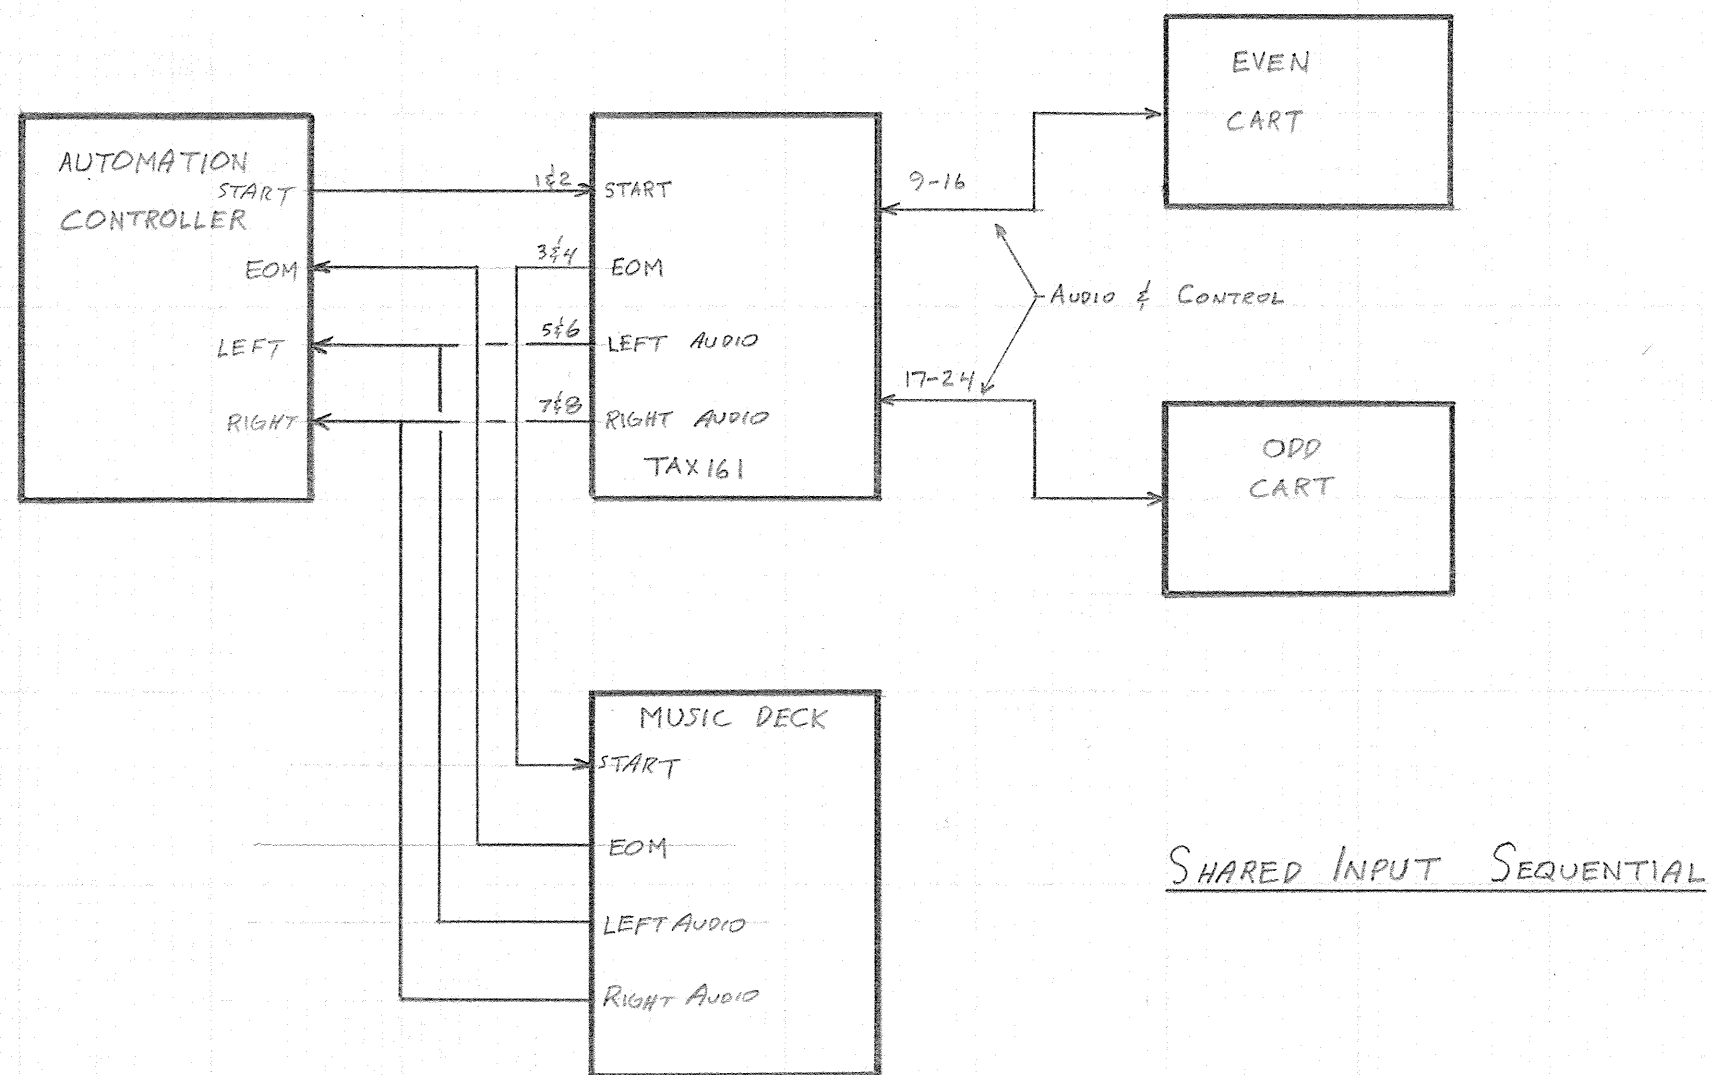 EVEN
CART
AUTOMATION
START
CONTROLLER
EOM
LEFT
RIGHT
1&2
3&4
5&6
7&8
START
EOM
LEFT AUDIO
RIGHT AUDIO
TAX161
9-16
AUDIO & CONTROL
17-24
ODD
CART
MUSIC DECK
START
EOM
LEFT AUDIO
RIGHT AUDIO
SHARED INPUT SEQUENTIAL